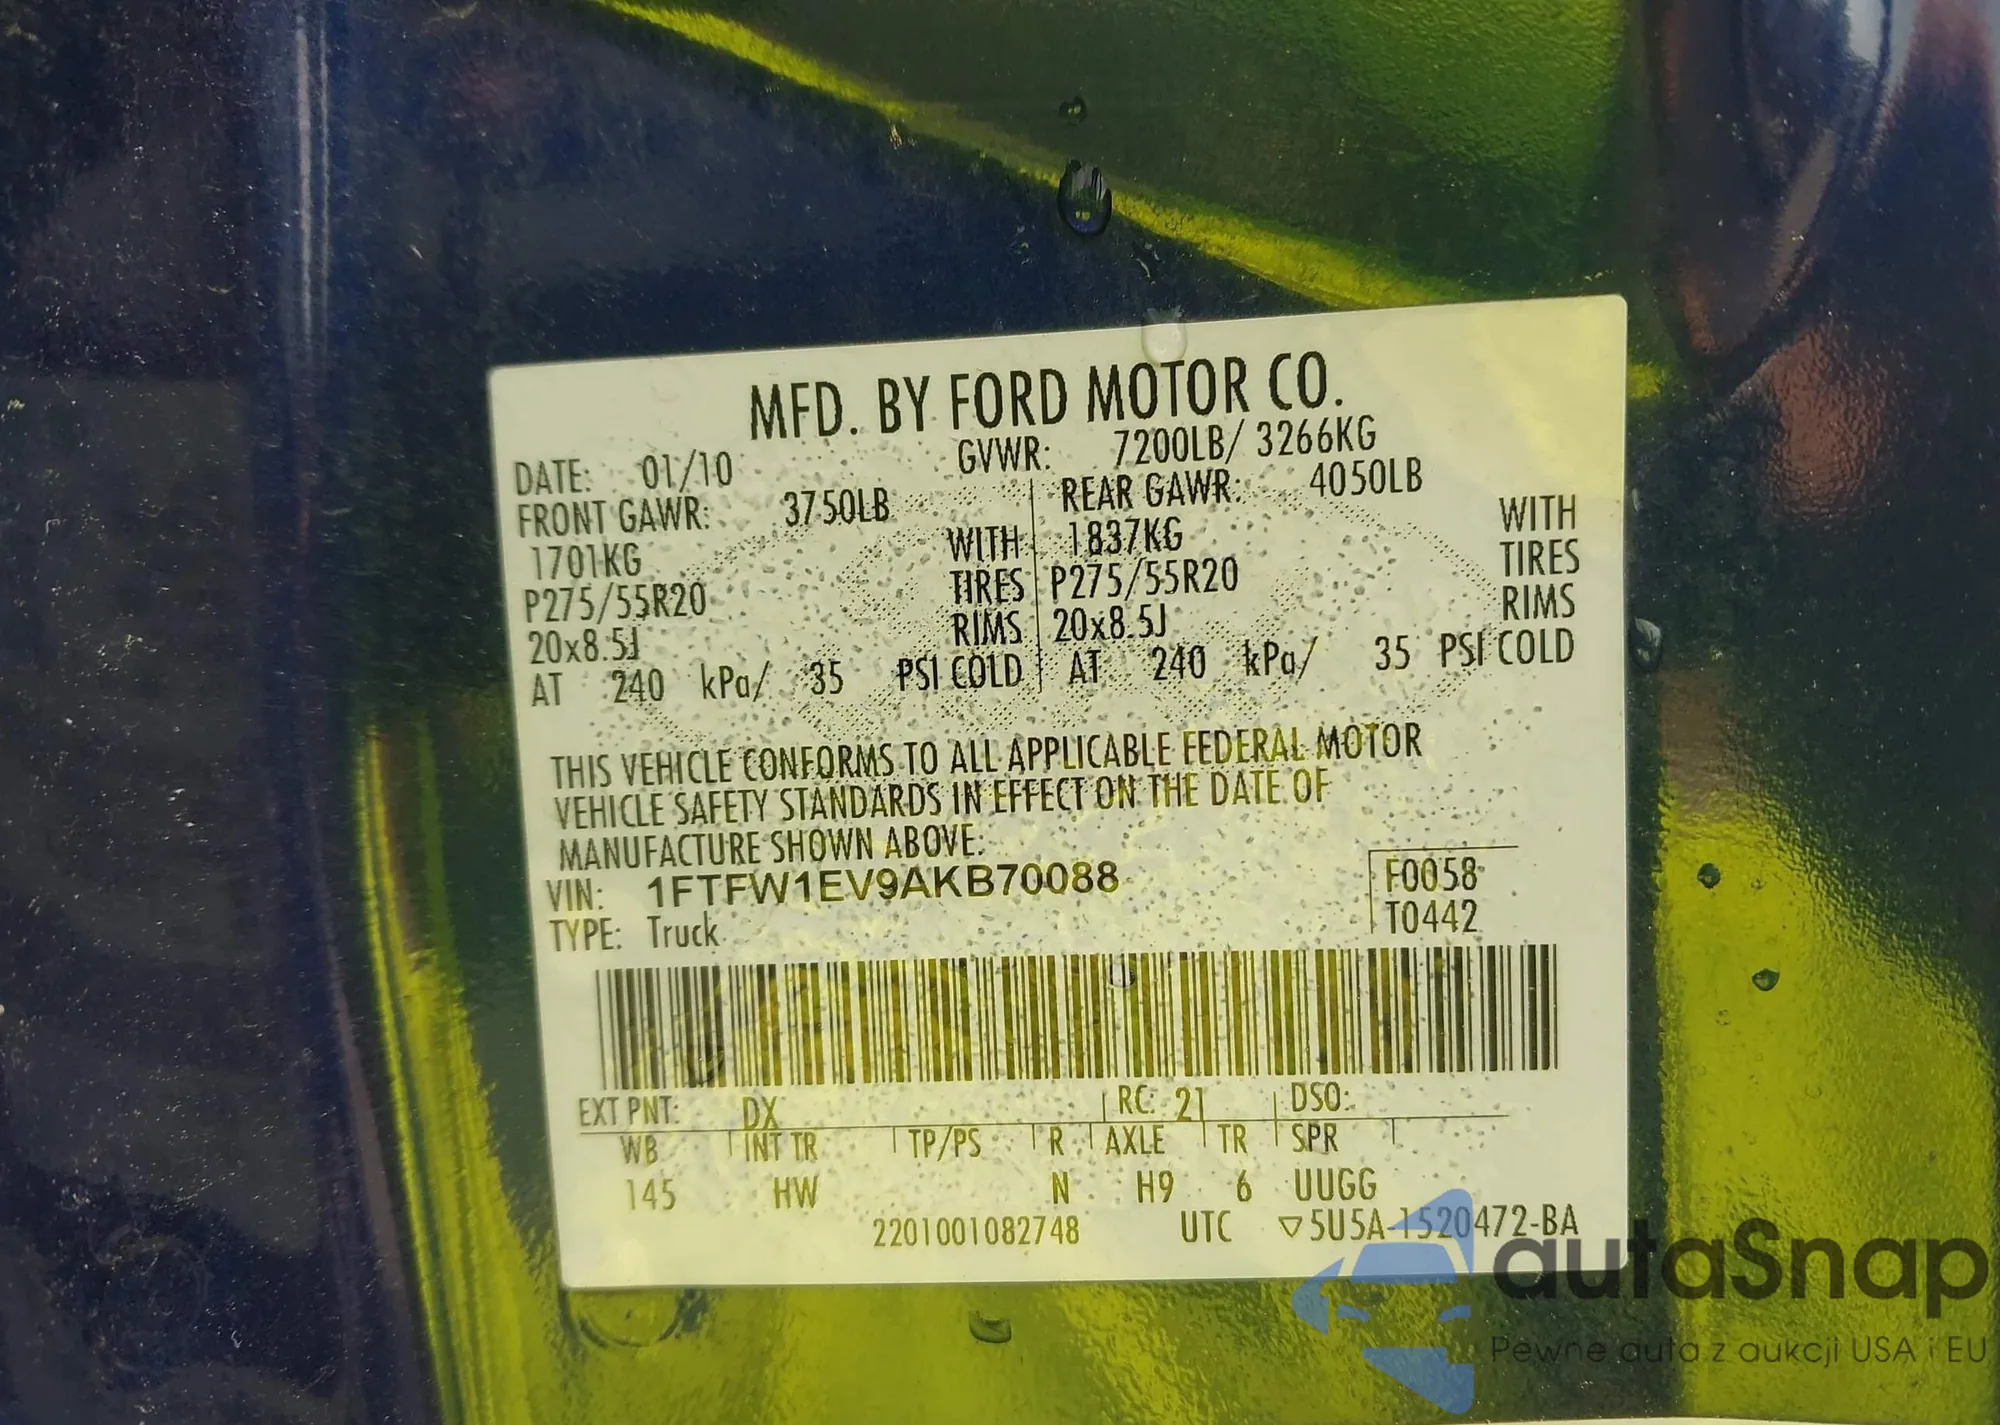 MFD. BY FORD MOTOR CO.
DATE: 01/10 GVWR: 7200LB/ 3266KG
FRONT GAWR: 3750LB REAR GAWR: 4050LB
1701KG WITH 1837KG WITH
P275/55R20 TIRES P275/55R20 TIRES
20x8.5J RIMS 20x8.5J RIMS
AT 240 kPa/ 35 PSI COLD AT 240 kPa/ 35 PSI COLD
THIS VEHICLE CONFORMS TO ALL APPLICABLE FEDERAL MOTOR
VEHICLE SAFETY STANDARDS IN EFFECT ON THE DATE OF
MANUFACTURE SHOWN ABOVE.
VIN: 1FTFW1EV9AKB70088 F0058
TYPE: Truck T0442
EXT PNT: DX RC: 21 DSO:
WB INT TR TP/PS R AXLE TR SPR
145 HW N H9 6 UUGG
2201001082748 UTC ▽5U5A-1520472-BA
autaSnap
Pewne auta z aukcji USA i EU